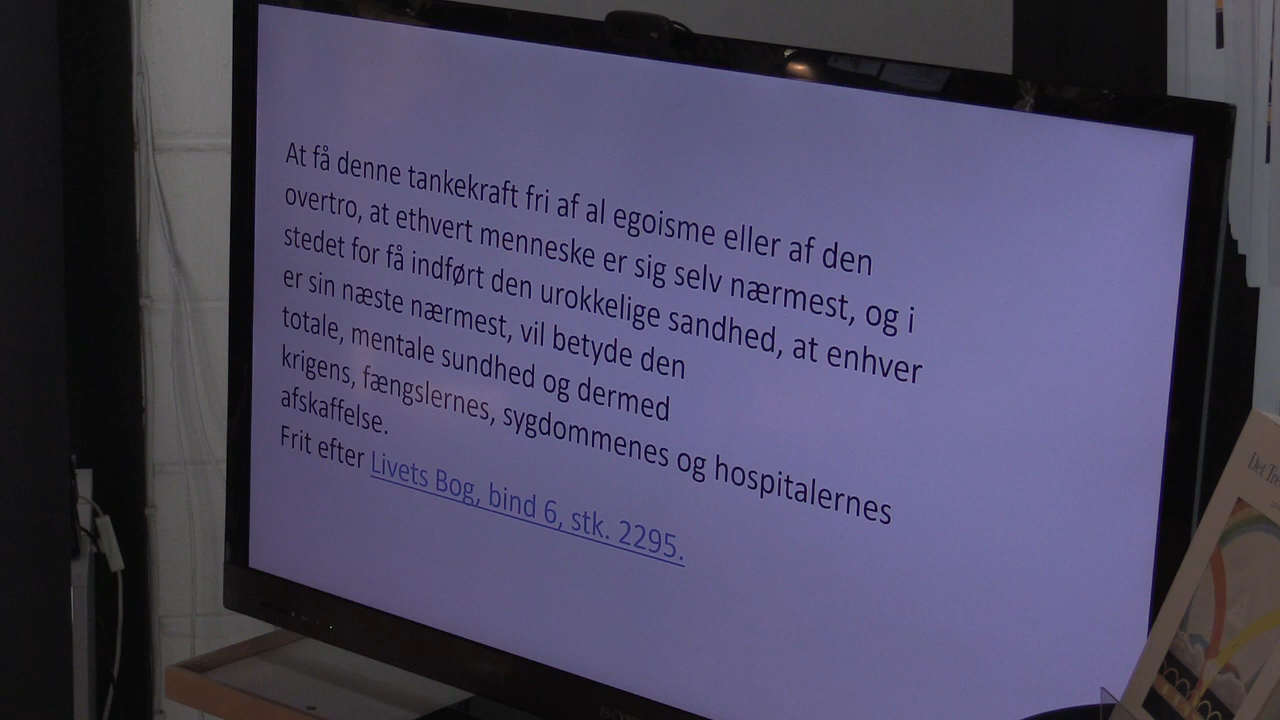 At få denne tankekraft fri af al egoisme eller af den
overtro, at ethvert menneske er sig selv nærmest, og i
stedet for få indført den urokkelige sandhed, at enhver
er sin næste nærmest, vil betyde den
totale, mentale sundhed og dermed
krigens, fængslernes, sygdommenes og hospitalernes
afskaffelse.
Frit efter Livets Bog, bind 6, stk. 2295.
SONY
Det